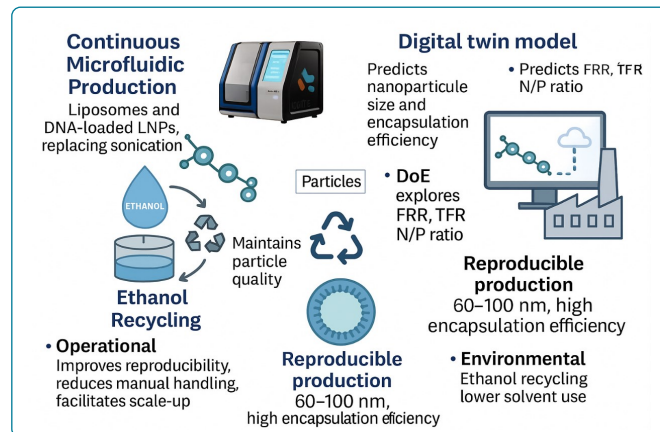 Continuous
Microfluidic
Production
Liposomes and
DNA-loaded LNPs,
replacing sonication
ETHANOL
Maintains
particle
quality
Ethanol
Recycling
• Operational
Improves reproducibility,
reduces manual handling,
facilitates scale-up
Particles
Reproducible
production
60–100 nm,
high encapsulation eficiency
Digital twin model
Predicts
nanoparticule
size and
encapsulation
efficiency
• Predicts FRR, TFR
N/P ratio
• DoE
explores
FRR, TFR
N/P ratio
Reproducible
production
60–100 nm, high
encapsulation efficiency
• Environmental
Ethanol recycling
lower solvent use